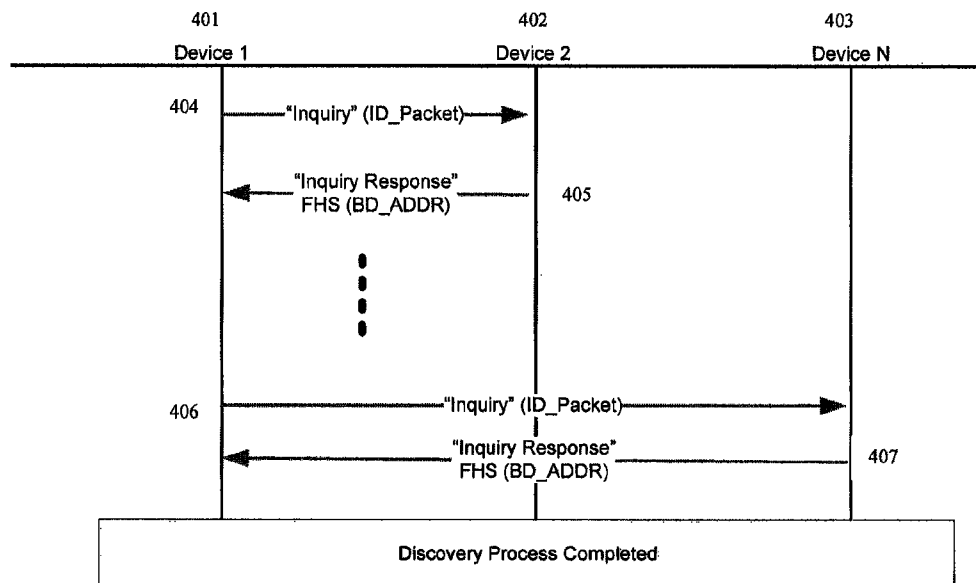 401 402 403
Device 1 Device 2 Device N
404 "Inquiry" (ID_Packet)
"Inquiry Response"
FHS (BD_ADDR) 405
406 "Inquiry" (ID_Packet)
"Inquiry Response"
FHS (BD_ADDR) 407
Discovery Process Completed